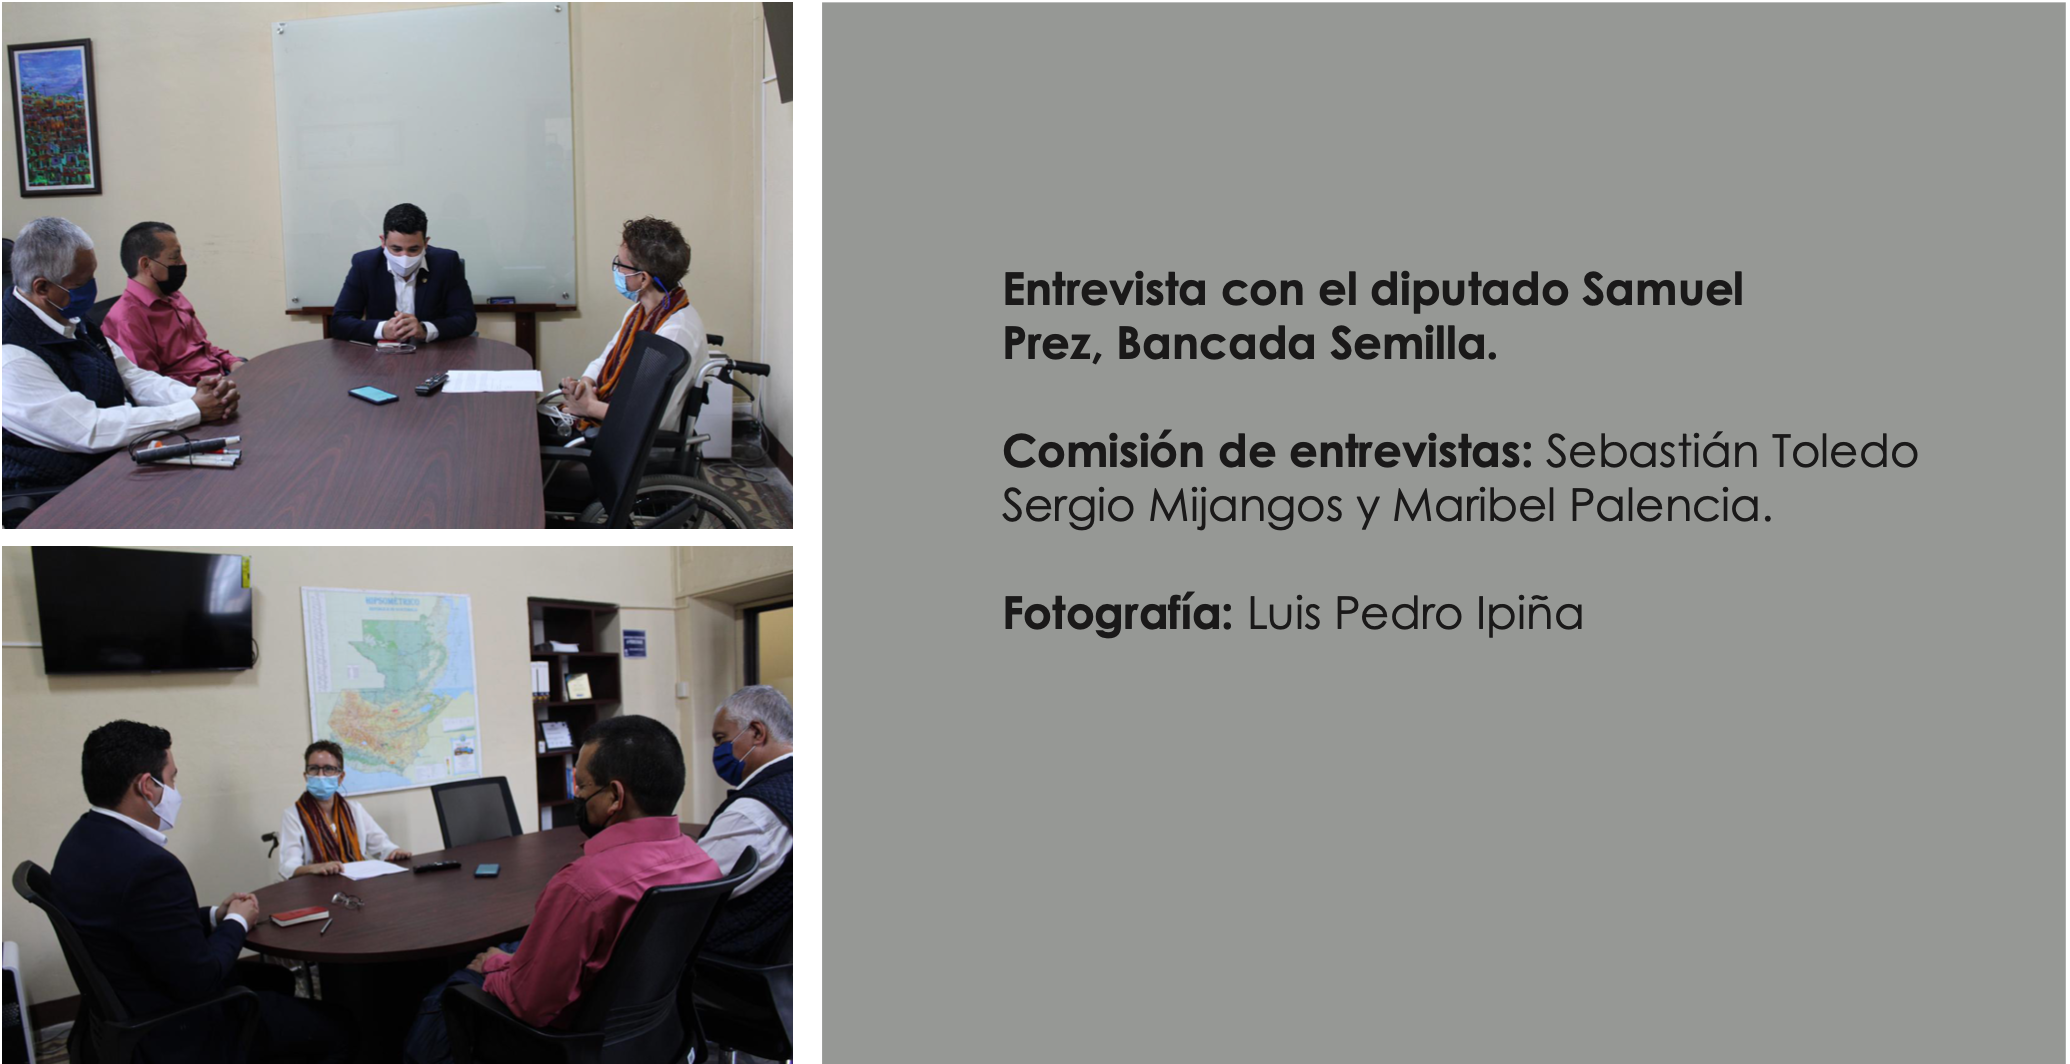 Entrevista con el diputado Samuel
Prez, Bancada Semilla.
Comisión de entrevistas: Sebastián Toledo
Sergio Mijangos y Maribel Palencia.
Fotografía: Luis Pedro Ipiña
HIPSOMÉTRICO